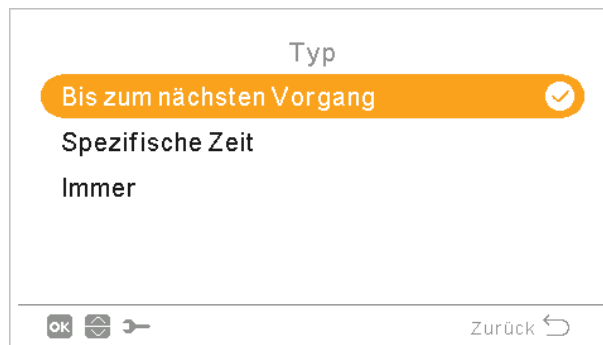 Typ
Bis zum nächsten Vorgang
Spezifische Zeit
Immer
OK
Zurück